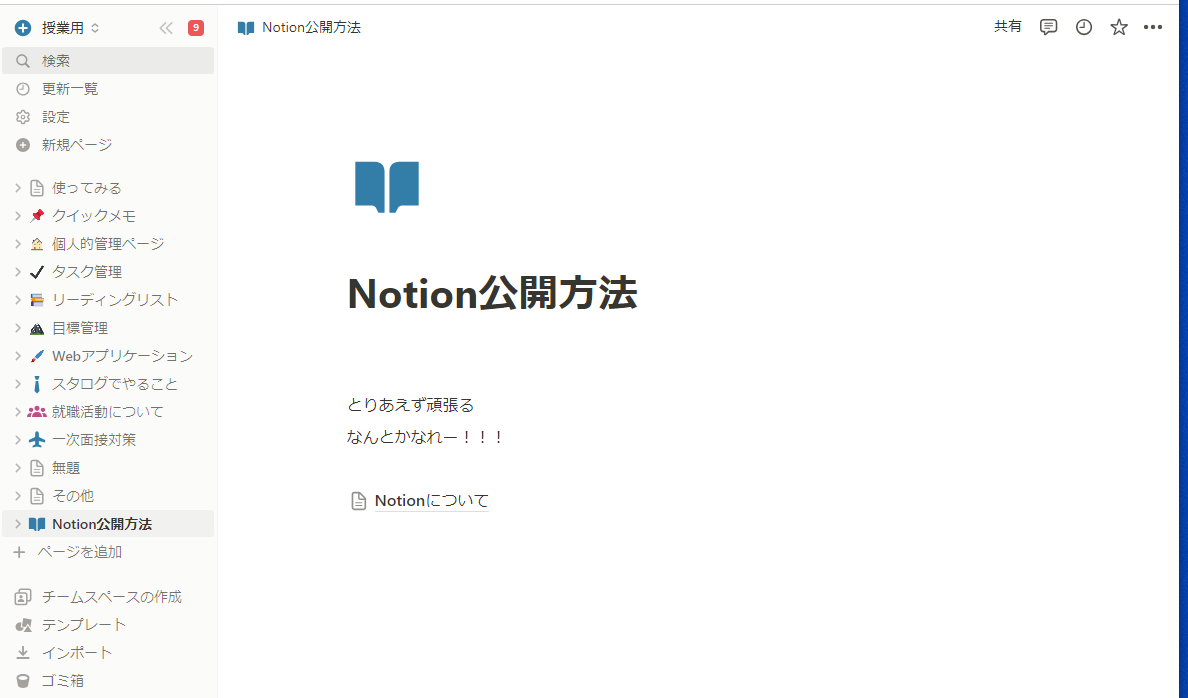 授業用
9
検索
更新一覧
設定
新規ページ
使ってみる
クイックメモ
個人的管理ページ
タスク管理
リーディングリスト
目標管理
Webアプリケーション
スタログでやること
就職活動について
一次面接対策
無題
その他
Notion公開方法
ページを追加
チームスペースの作成
テンプレート
インポート
ゴミ箱
Notion公開方法
共有
Notion公開方法
とりあえず頑張る
なんとかなれー！！！
Notionについて